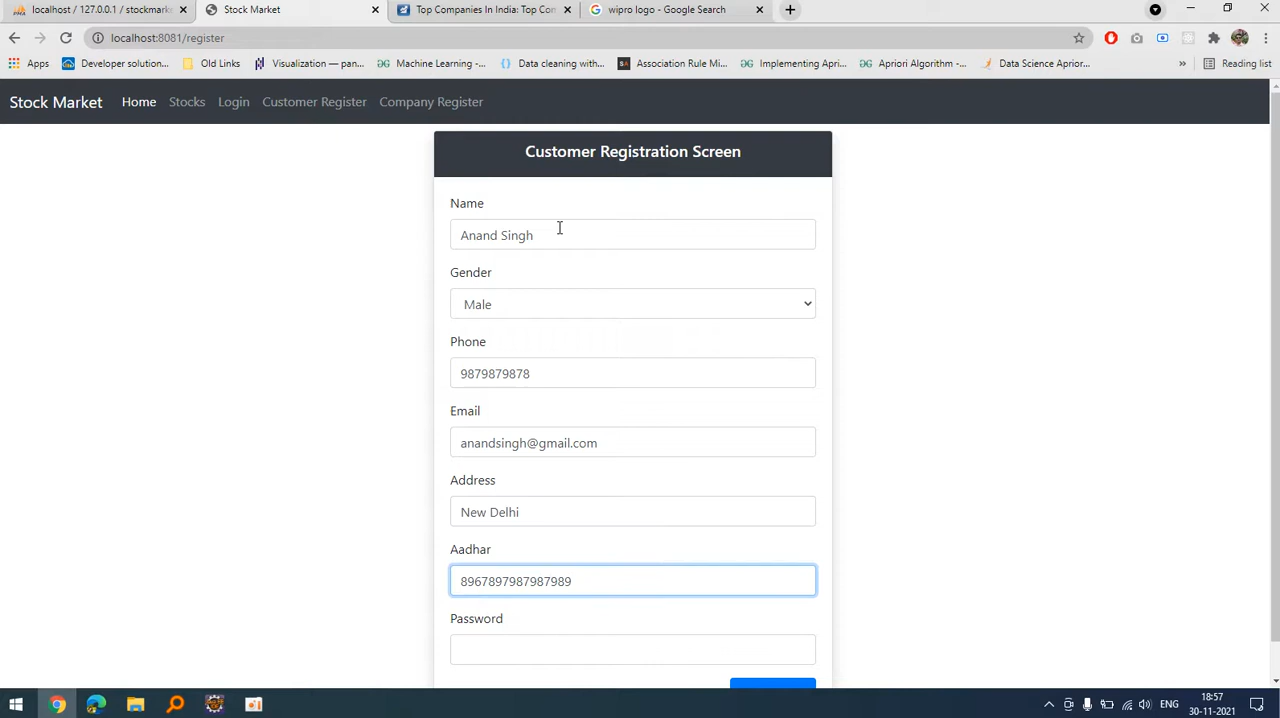 localhost / 127.0.0.1 / stockmark
Stock Market
Top Companies In India: Top Con
wipro logo - Google Search
localhost:8081/register
Apps
Developer solution...
Old Links
Visualization — pan...
Machine Learning -...
Data cleaning with...
Association Rule Mi...
Implementing Apri...
Apriori Algorithm -...
Data Science Aprior...
»
Reading list
Stock Market
Home
Stocks
Login
Customer Register
Company Register
Customer Registration Screen
Name
Anand Singh
Gender
Male
Phone
9879879878
Email
anandsingh@gmail.com
Address
New Delhi
Aadhar
8967897987987989
Password
ENG
18:57
30-11-2021